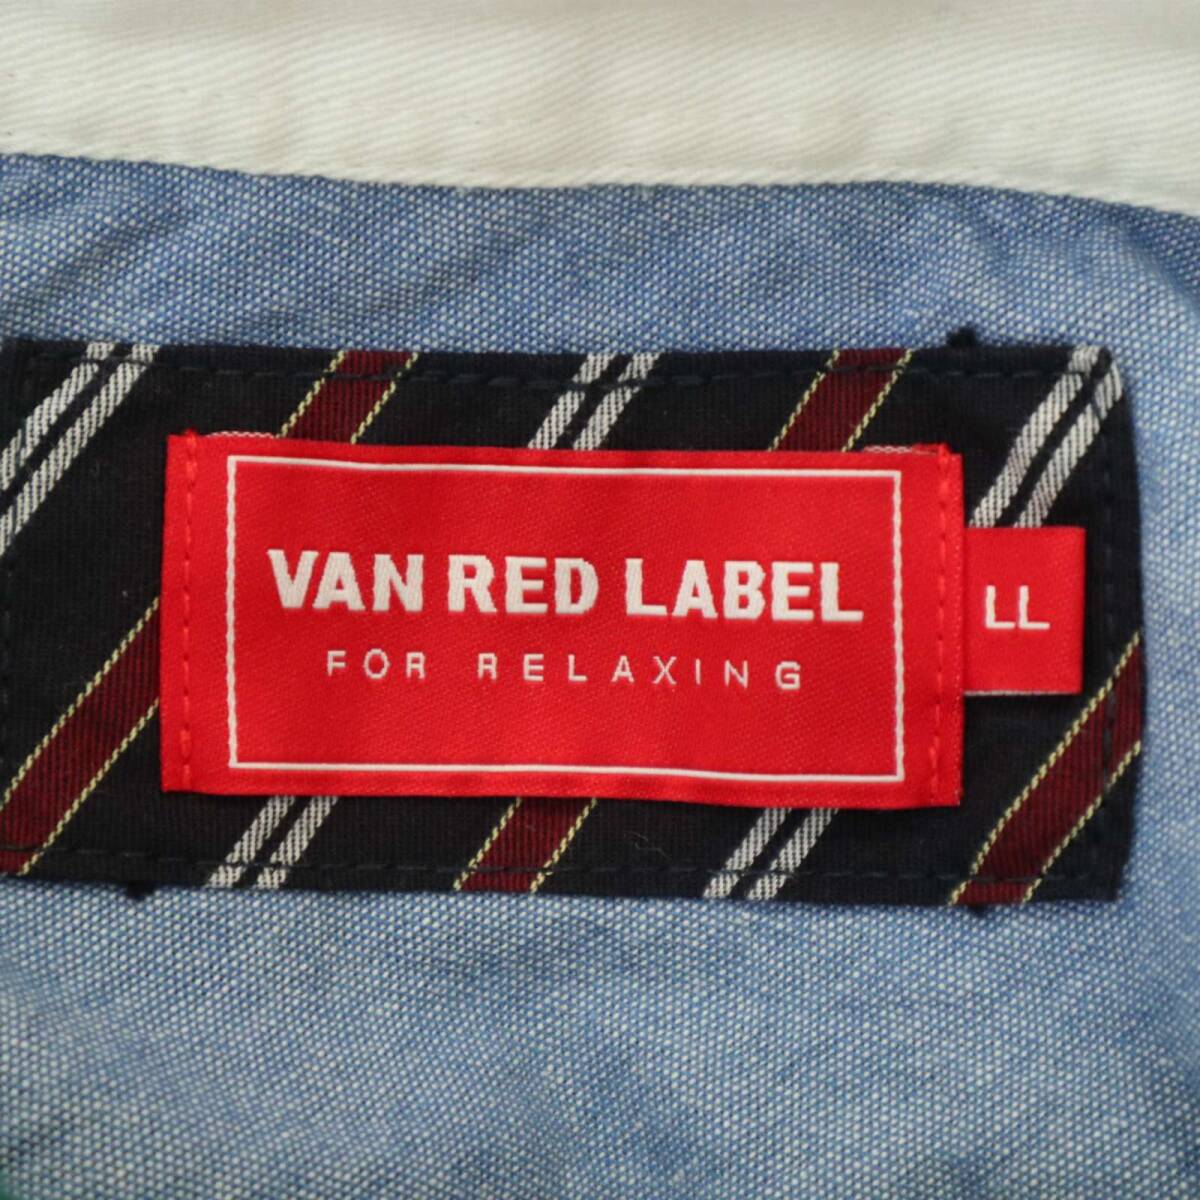 VAN RED LABEL
FOR RELAXING
LL